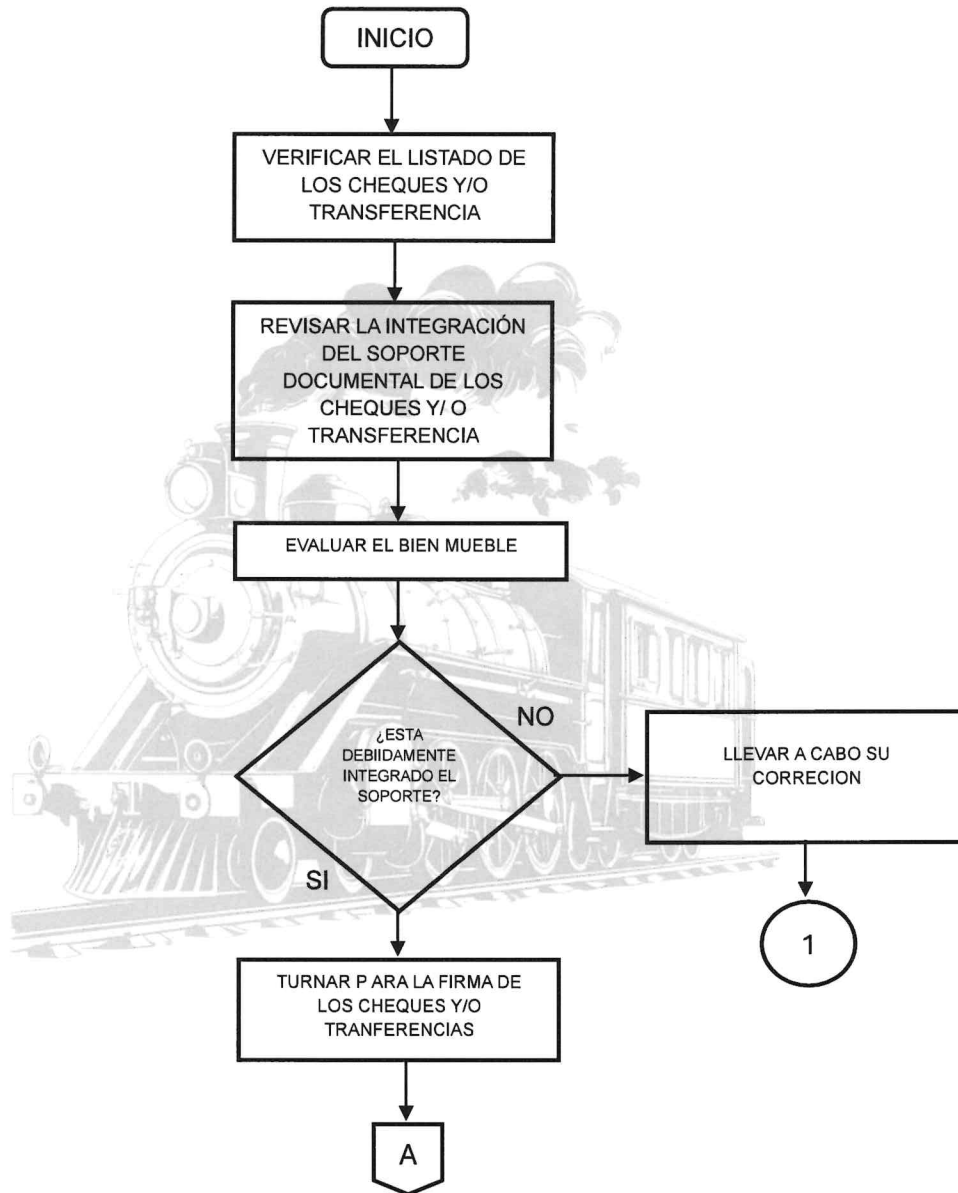 INICIO
VERIFICAR EL LISTADO DE
LOS CHEQUES Y/O
TRANSFERENCIA
REVISAR LA INTEGRACIÓN
DEL SOPORTE
DOCUMENTAL DE LOS
CHEQUES Y/ O
TRANSFERENCIA
EVALUAR EL BIEN MUEBLE
¿ESTA
DEBIIDAMENTE
INTEGRADO EL
SOPORTE?
NO
LLEVAR A CABO SU
CORRECION
1
SI
TURNAR P ARA LA FIRMA DE
LOS CHEQUES Y/O
TRANFERENCIAS
A